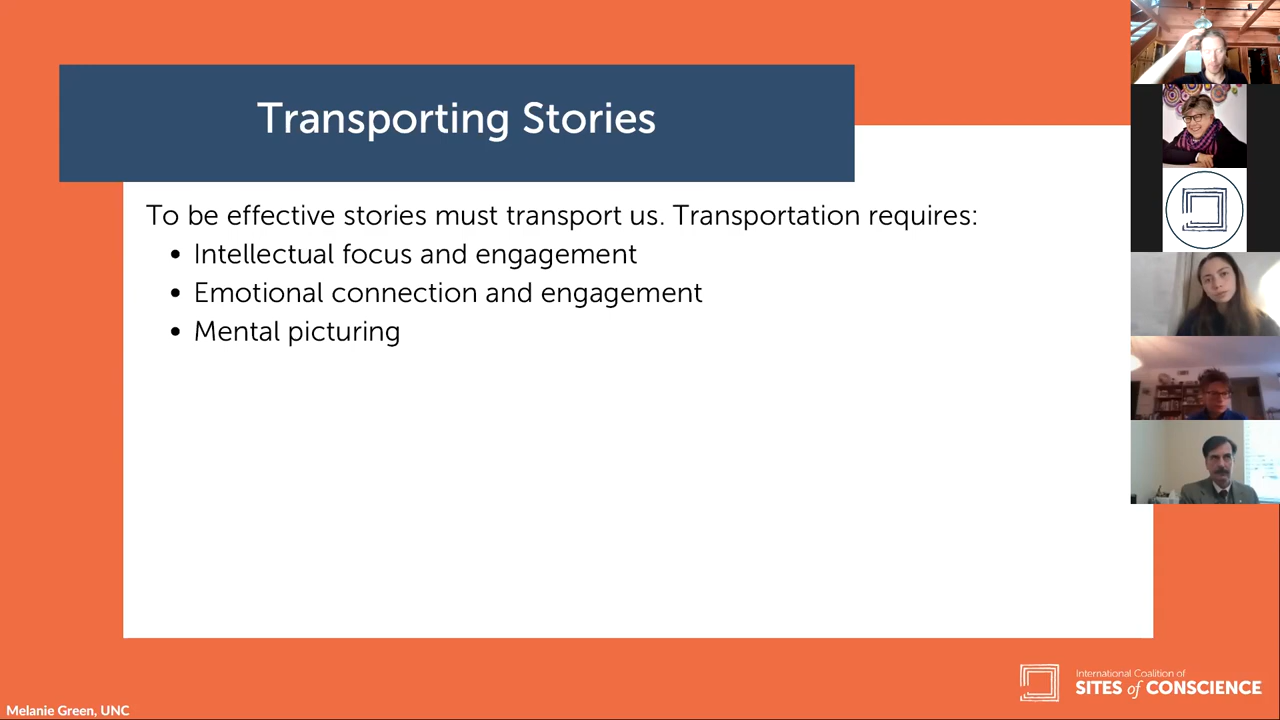 Transporting Stories
To be effective stories must transport us. Transportation requires:
• Intellectual focus and engagement
• Emotional connection and engagement
• Mental picturing
International Coalition of
SITES of CONSCIENCE
Melanie Green, UNC